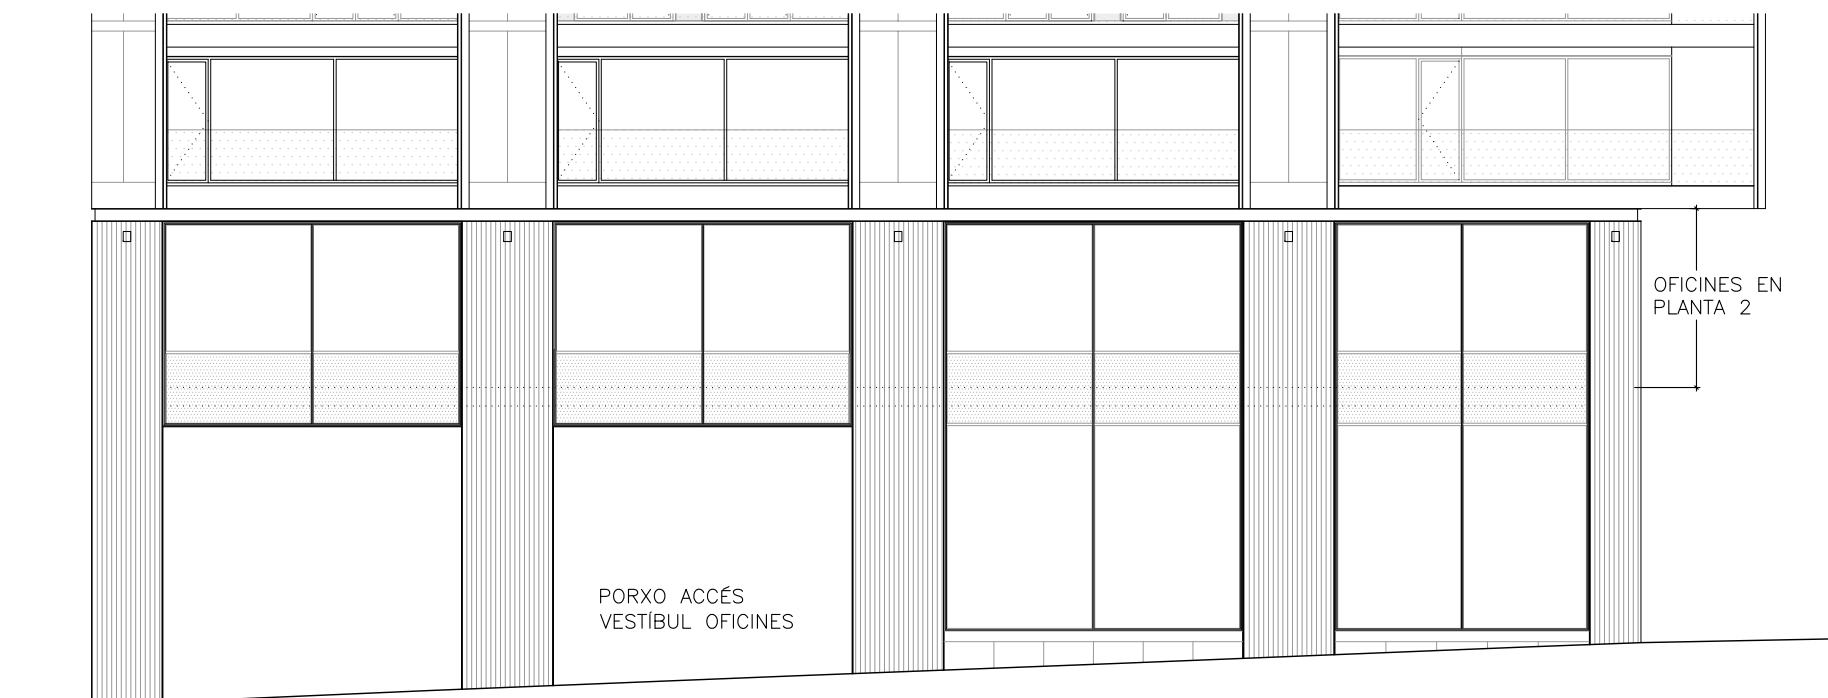 OFICINES EN
PLANTA 2
PORXO ACCÉS
VESTÍBUL OFICINES